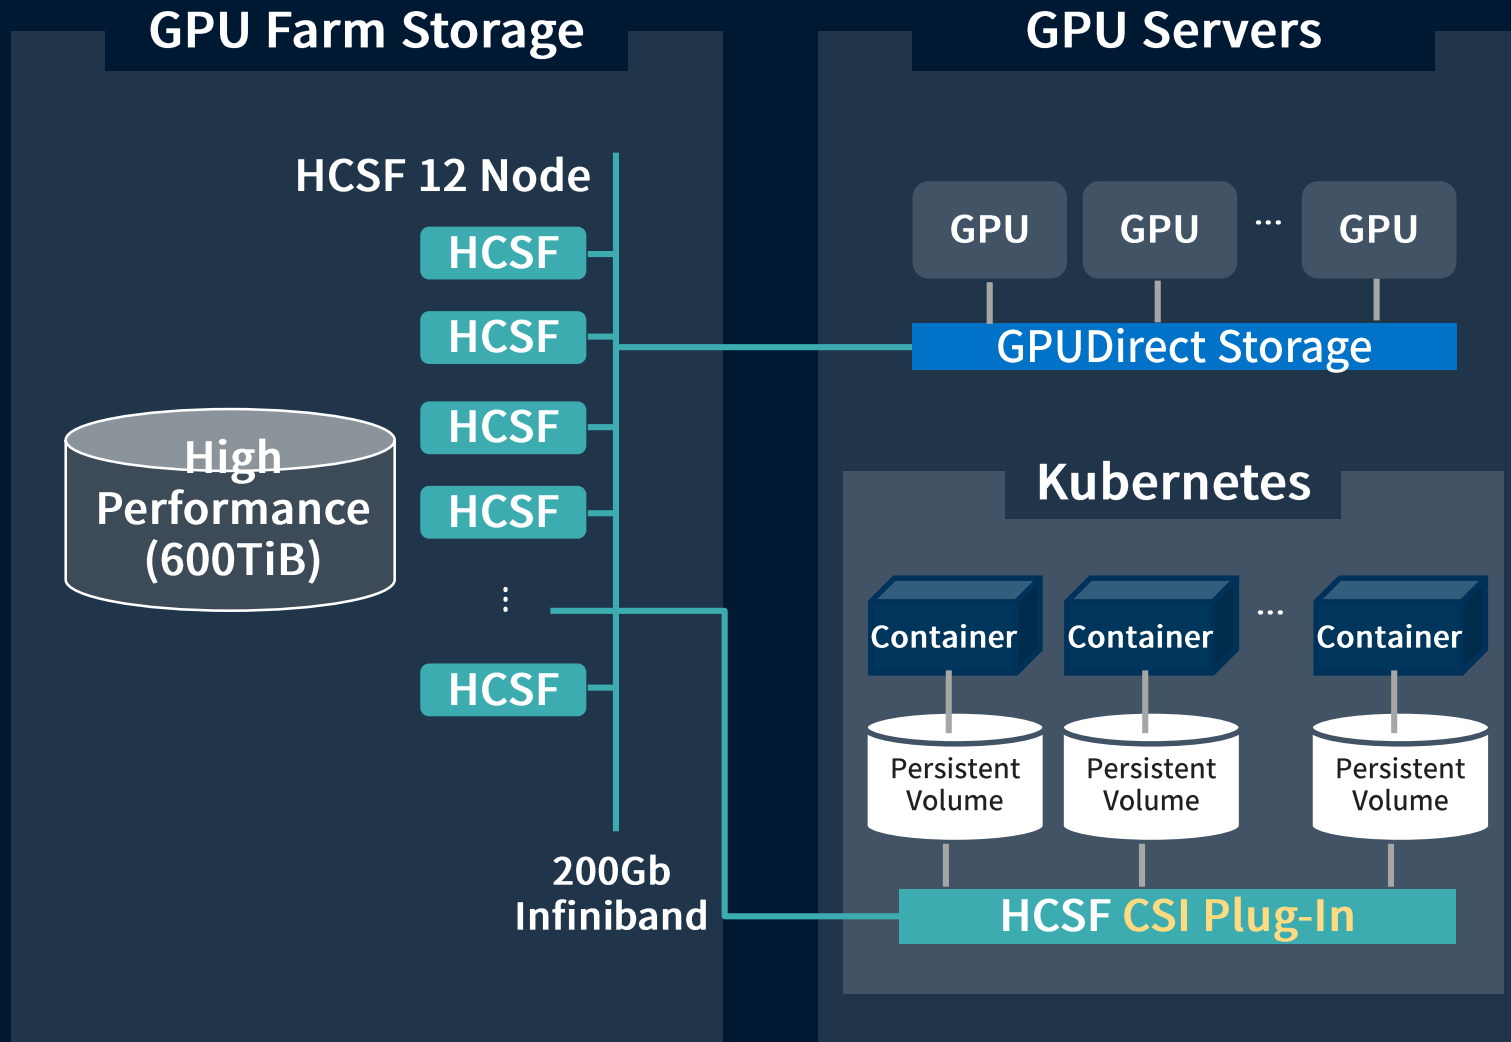 GPU Farm Storage
HCSF 12 Node
HCSF
HCSF
HCSF
HCSF
⋮
HCSF
High
Performance
(600TiB)
200Gb
Infiniband
GPU Servers
GPU GPU ... GPU
GPUDirect Storage
Kubernetes
Container Container ... Container
Persistent Volume
Persistent Volume
Persistent Volume
HCSF CSI Plug-In